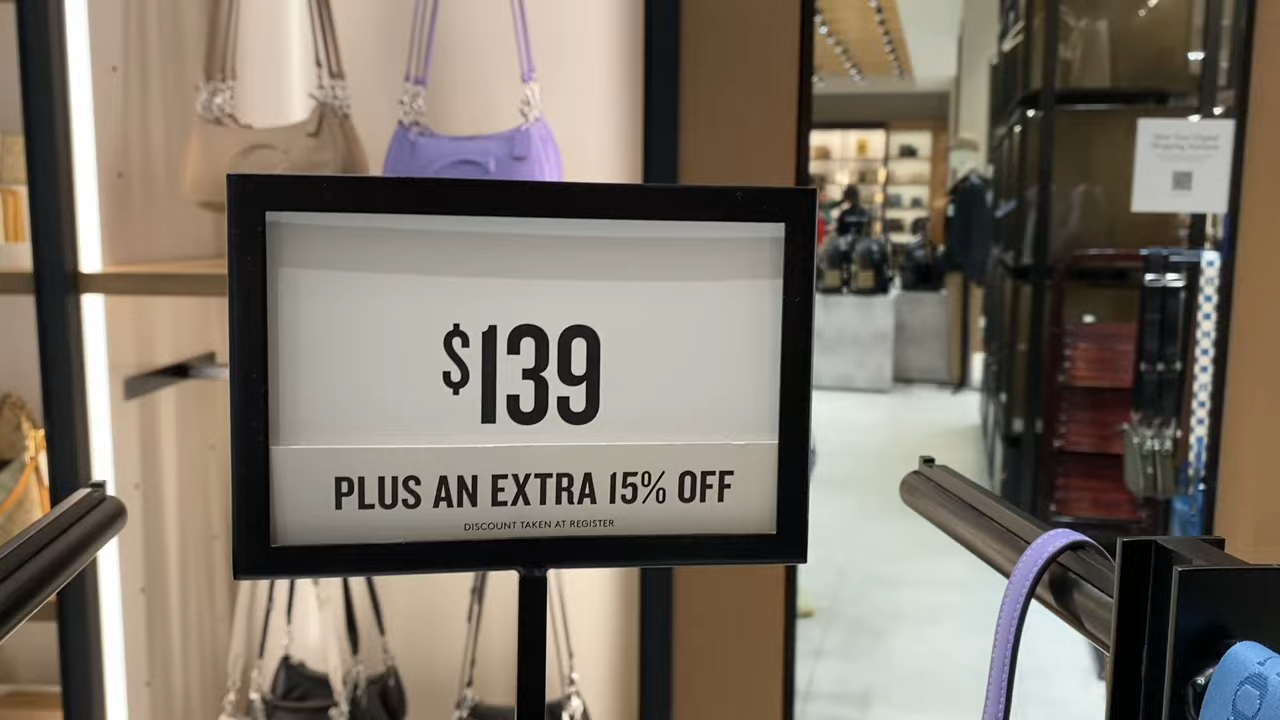 $139
PLUS AN EXTRA 15% OFF
DISCOUNT TAKEN AT REGISTER